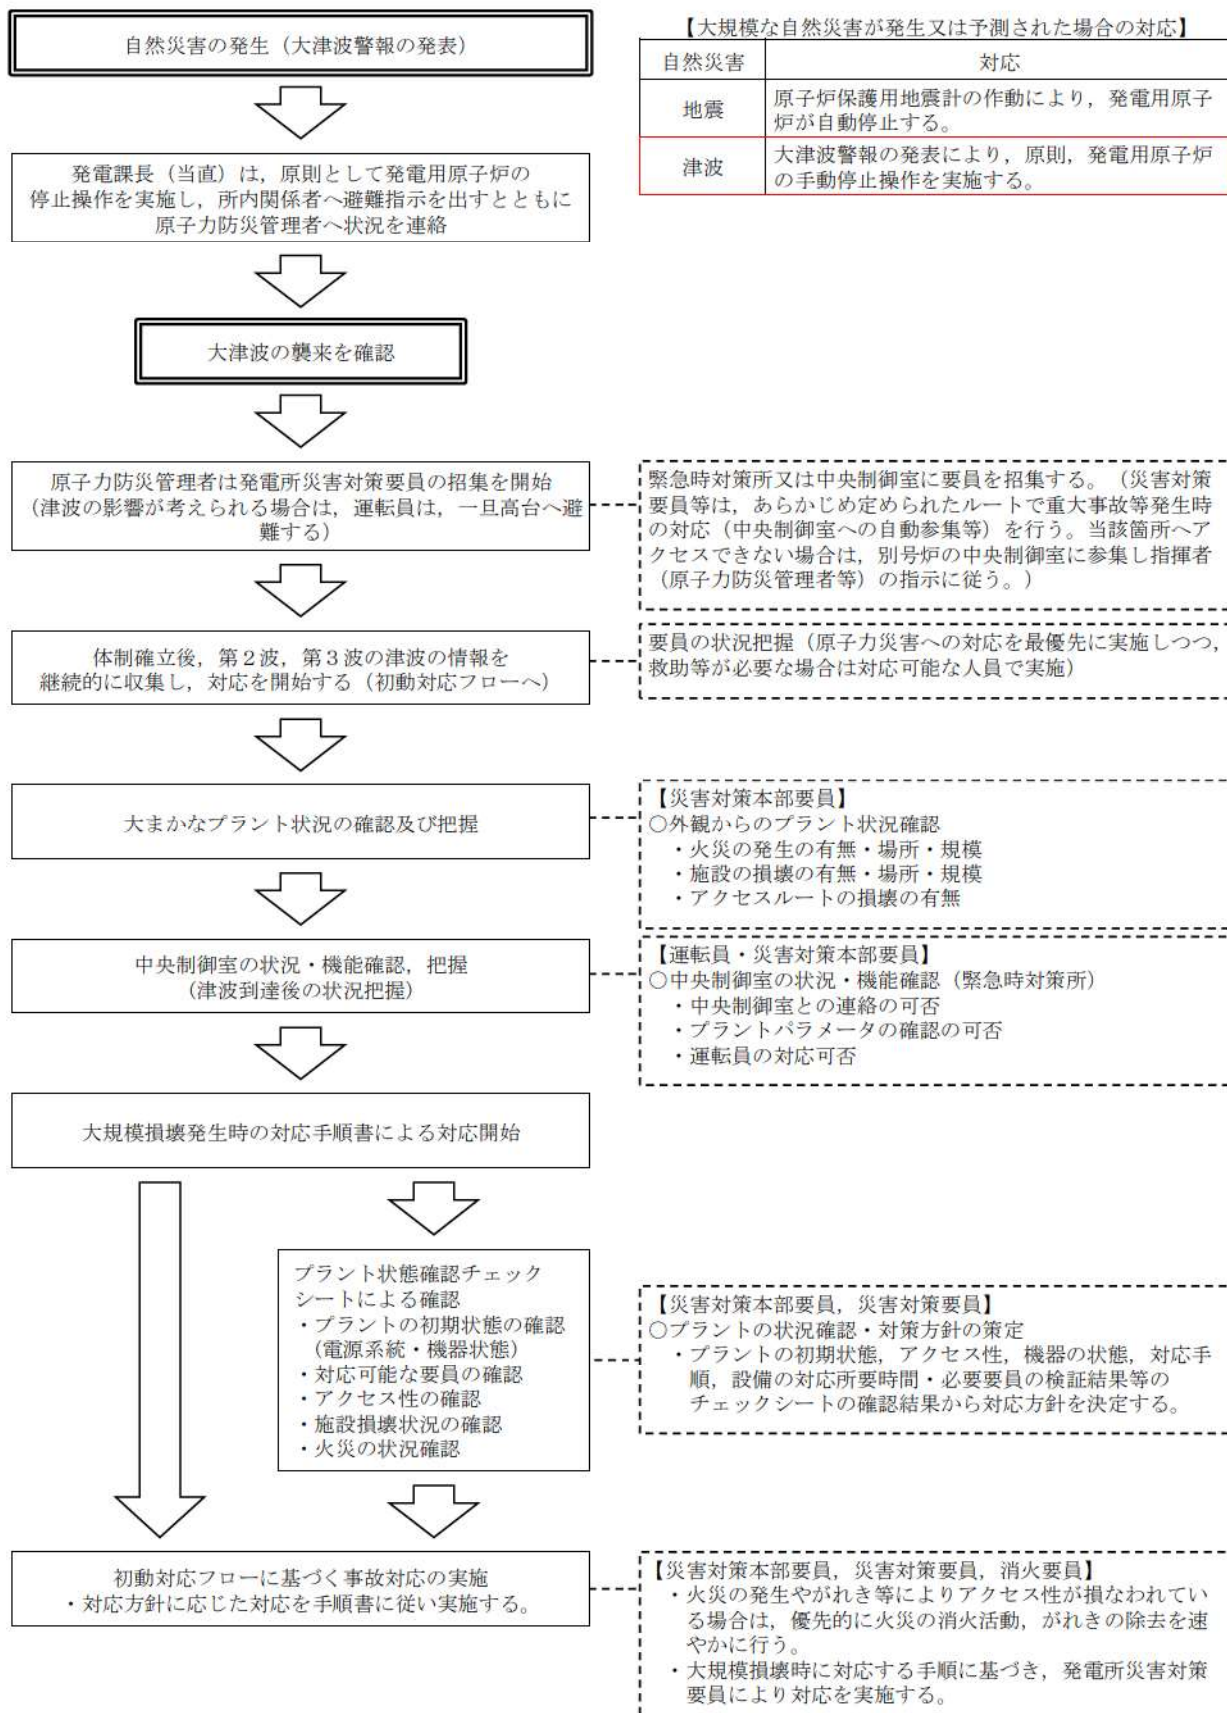 自然災害の発生（大津波警報の発表）
【大規模な自然災害が発生又は予測された場合の対応】
自然災害
対応
地震
原子炉保護用地震計の作動により，発電用原子
炉が自動停止する。
津波
大津波警報の発表により，原則，発電用原子炉
の手動停止操作を実施する。
発電課長（当直）は，原則として発電用原子炉の
停止操作を実施し，所内関係者へ避難指示を出すとともに
原子力防災管理者へ状況を連絡
大津波の襲来を確認
原子力防災管理者は発電所災害対策要員の招集を開始
（津波の影響が考えられる場合は，運転員は，一旦高台へ避
難する）
緊急時対策所又は中央制御室に要員を招集する。（災害対策
要員等は，あらかじめ定められたルートで重大事故等発生時
の対応（中央制御室への自動参集等）を行う。当該箇所へア
クセスできない場合は，別号炉の中央制御室に参集し指揮者
（原子力防災管理者等）の指示に従う。）
体制確立後，第２波，第３波の津波の情報を
継続的に収集し，対応を開始する（初動対応フローへ）
要員の状況把握（原子力災害への対応を最優先に実施しつつ，
救助等が必要な場合は対応可能な人員で実施）
大まかなプラント状況の確認及び把握
【災害対策本部要員】
○外観からのプラント状況確認
・火災の発生の有無・場所・規模
・施設の損壊の有無・場所・規模
・アクセスルートの損壊の有無
中央制御室の状況・機能確認，把握
（津波到達後の状況把握）
【運転員・災害対策本部要員】
○中央制御室の状況・機能確認（緊急時対策所）
・中央制御室との連絡の可否
・プラントパラメータの確認の可否
・運転員の対応可否
大規模損壊発生時の対応手順書による対応開始
プラント状態確認チェック
シートによる確認
・プラントの初期状態の確認
（電源系統・機器状態）
・対応可能な要員の確認
・アクセス性の確認
・施設損壊状況の確認
・火災の状況確認
【災害対策本部要員，災害対策要員】
○プラントの状況確認・対策方針の策定
・プラントの初期状態，アクセス性，機器の状態，対応手
順，設備の対応所要時間・必要要員の検証結果等の
チェックシートの確認結果から対応方針を決定する。
初動対応フローに基づく事故対応の実施
・対応方針に応じた対応を手順書に従い実施する。
【災害対策本部要員，災害対策要員，消火要員】
・火災の発生やがれき等によりアクセス性が損なわれてい
る場合は，優先的に火災の消火活動，がれきの除去を速
やかに行う。
・大規模損壊時に対応する手順に基づき，発電所災害対策
要員により対応を実施する。